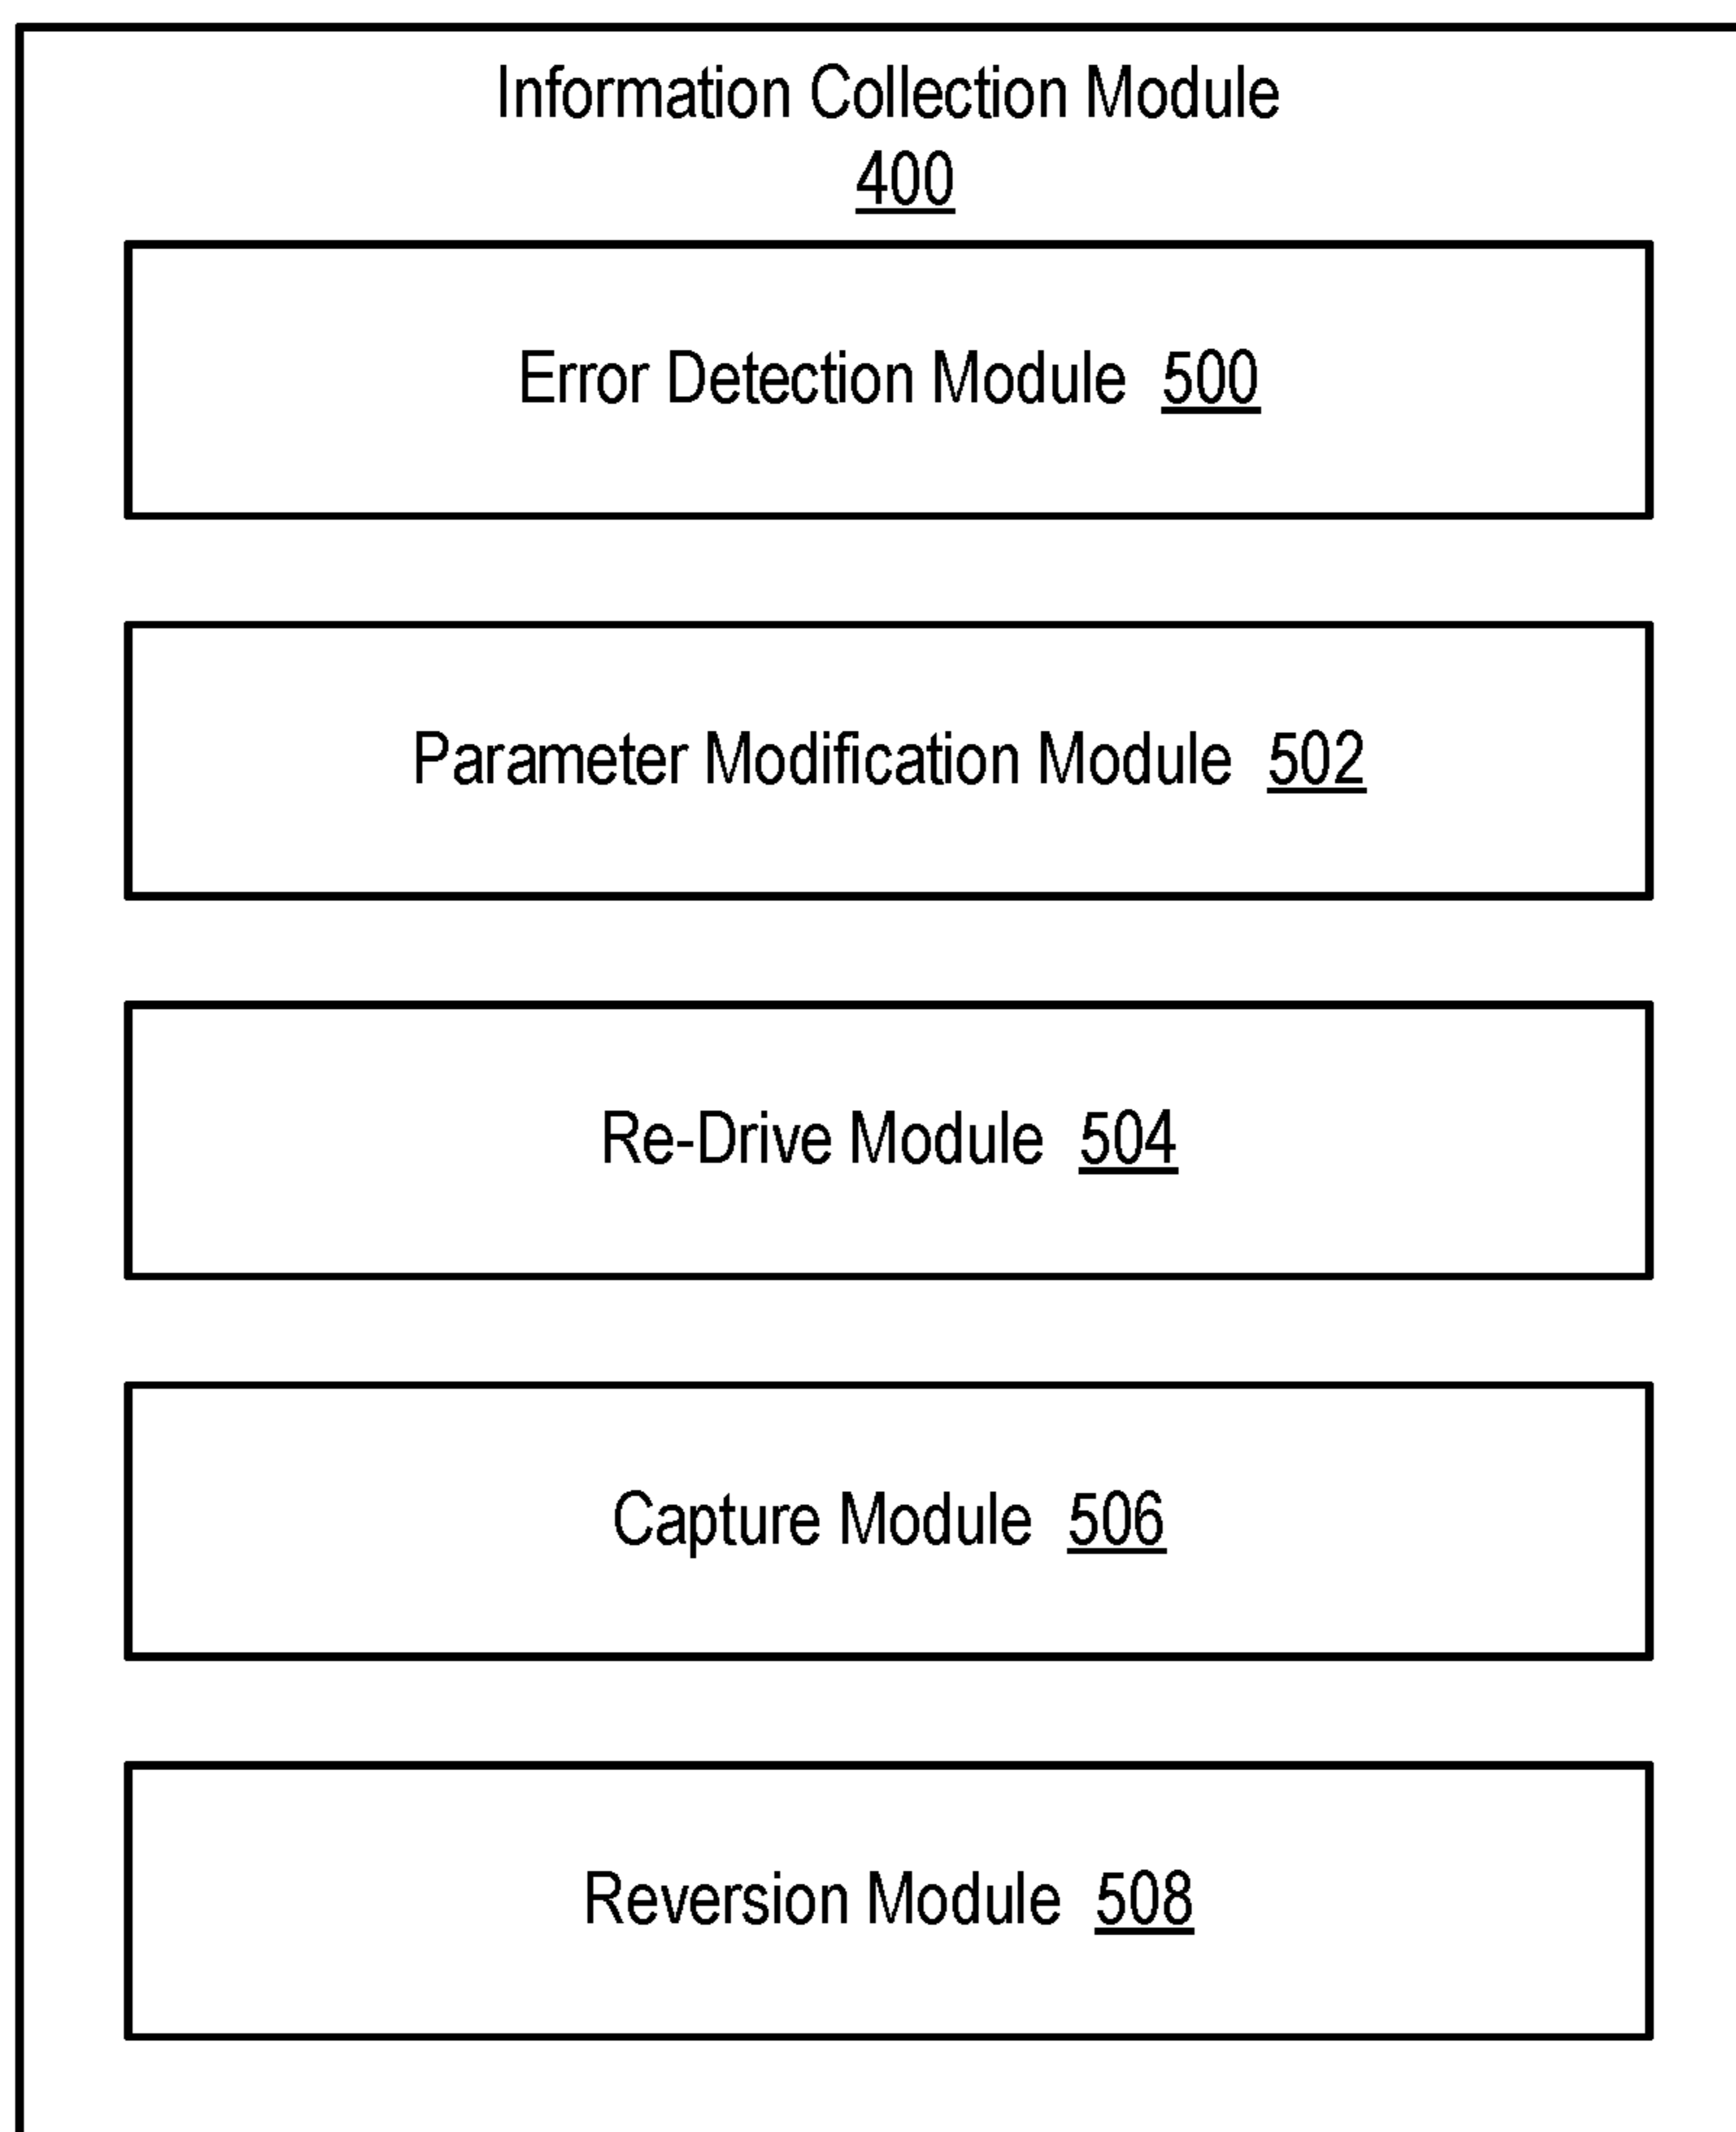 Information Collection Module
400
Error Detection Module 500
Parameter Modification Module 502
Re-Drive Module 504
Capture Module 506
Reversion Module 508